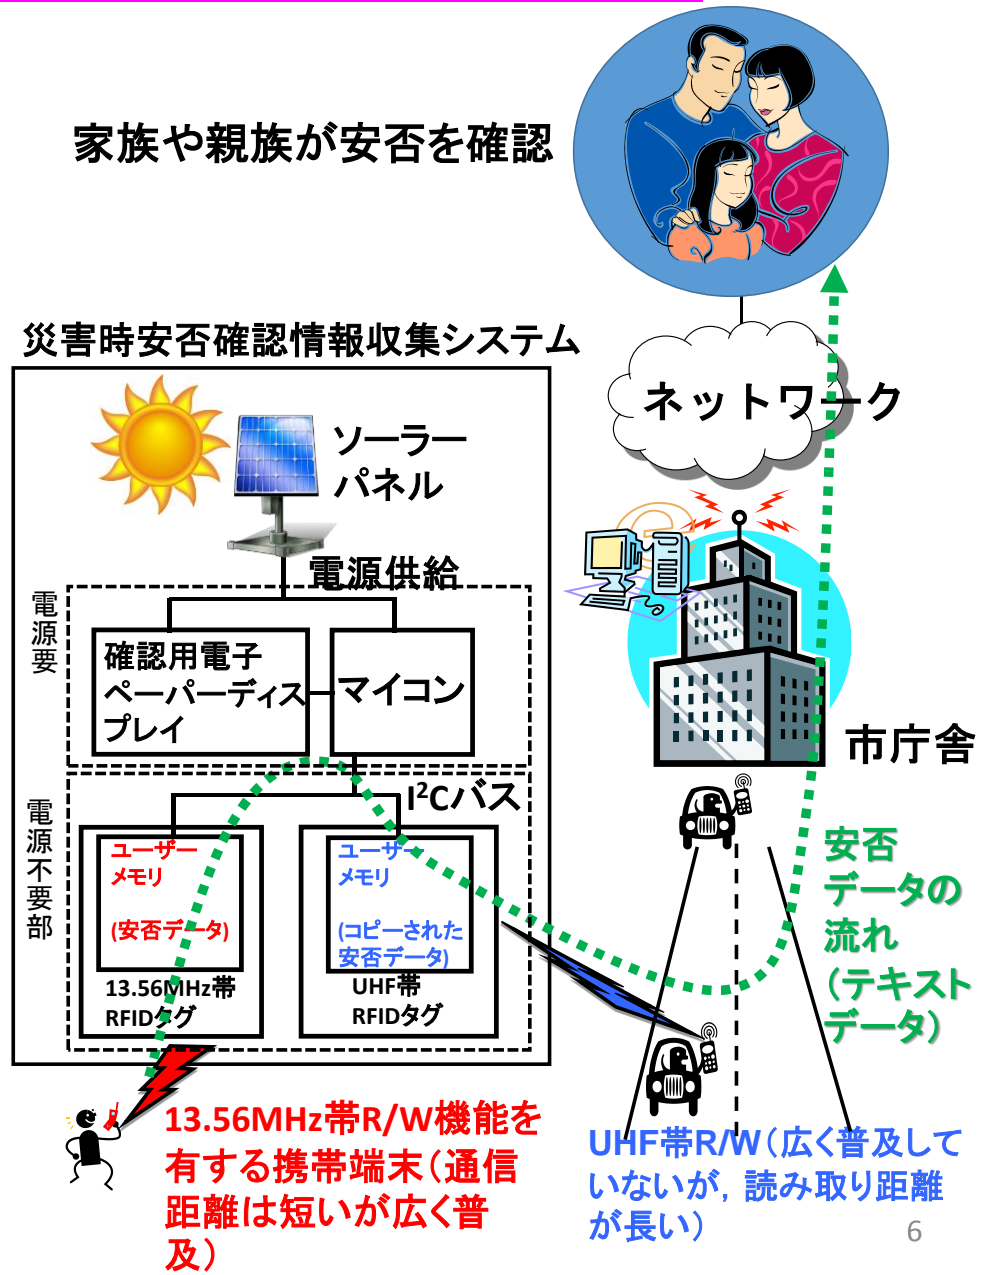 家族や親族が安否を確認
災害時安否確認情報収集システム
ソーラー
パネル
電源供給
電源要
確認用電子
ペーパーディス
プレイ
マイコン
電源不要部
I²Cバス
ユーザー
メモリ
(安否データ)
13.56MHz帯
RFIDタグ
ユーザー
メモリ
(コピーされた
安否データ)
UHF帯
RFIDタグ
13.56MHz帯R/W機能を
有する携帯端末（通信
距離は短いが広く普
及）
ネットワーク
市庁舎
安否
データの
流れ
（テキスト
データ）
UHF帯R/W（広く普及して
いないが，読み取り距離
が長い）
6